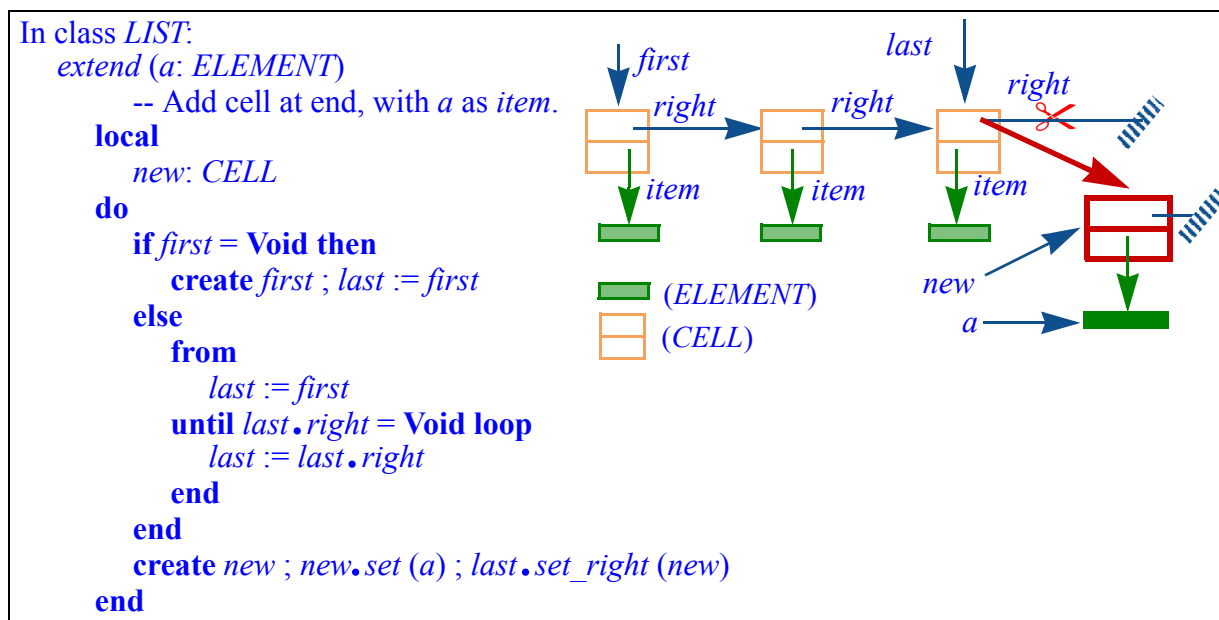 In class LIST:
extend (a: ELEMENT)
-- Add cell at end, with a as item.
local
new: CELL
do
if first = Void then
create first ; last := first
else
from
last := first
until last.right = Void loop
last := last.right
end
end
create new ; new.set (a) ; last.set_right (new)
end
first
last
right
right
right
item
item
item
new
a
(ELEMENT)
(CELL)